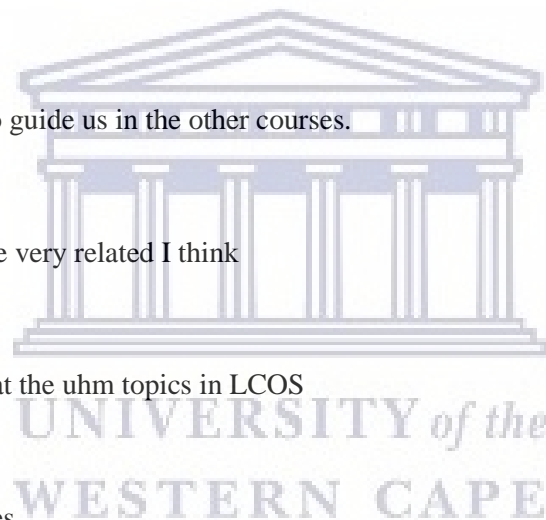 guide us in the other courses.
very related I think
at the uhm topics in LCOS
UNIVERSITY of the
WESTERN CAPE